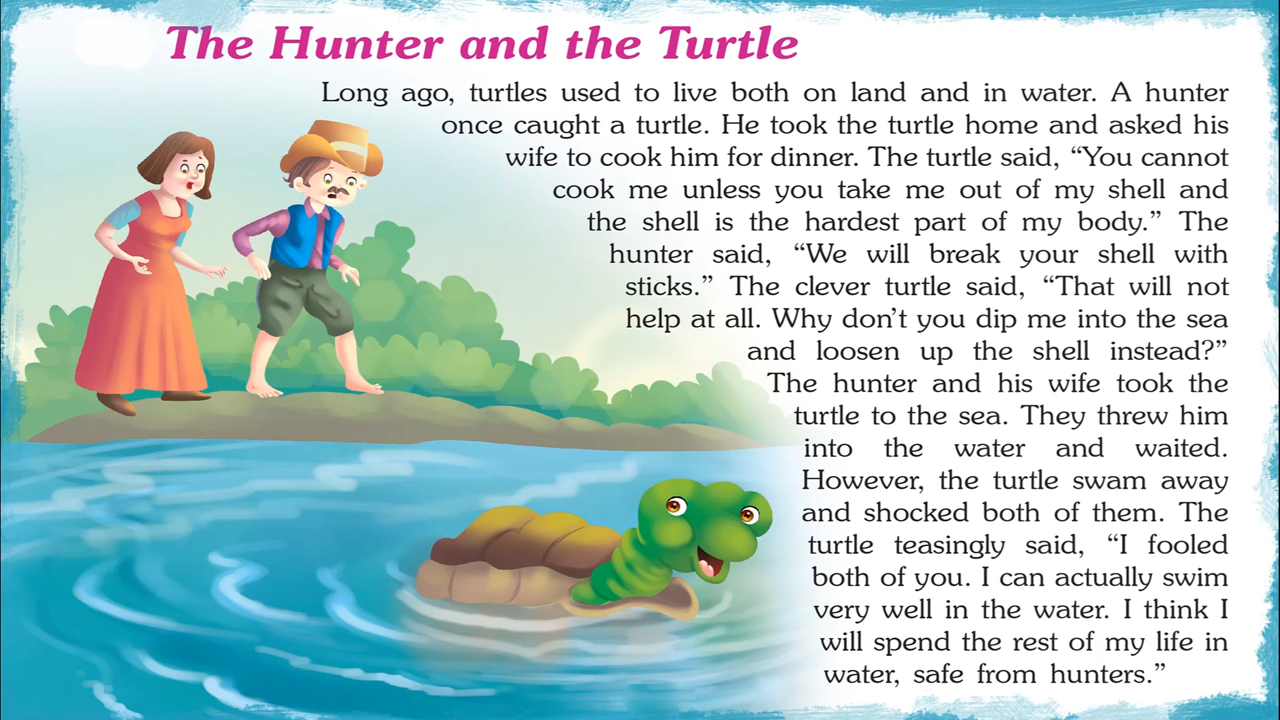 The Hunter and the Turtle
Long ago, turtles used to live both on land and in water. A hunter
once caught a turtle. He took the turtle home and asked his
wife to cook him for dinner. The turtle said, “You cannot
cook me unless you take me out of my shell and
the shell is the hardest part of my body.” The
hunter said, “We will break your shell with
sticks.” The clever turtle said, “That will not
help at all. Why don’t you dip me into the sea
and loosen up the shell instead?”
The hunter and his wife took the
turtle to the sea. They threw him
into the water and waited.
However, the turtle swam away
and shocked both of them. The
turtle teasingly said, “I fooled
both of you. I can actually swim
very well in the water. I think I
will spend the rest of my life in
water, safe from hunters.”